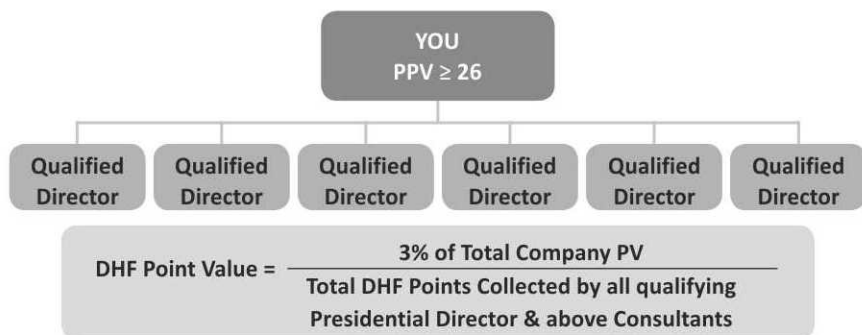 YOU
PPV ≥ 26
Qualified Director
Qualified Director
Qualified Director
Qualified Director
Qualified Director
Qualified Director
DHF Point Value =
3% of Total Company PV
Total DHF Points Collected by all qualifying
Presidential Director & above Consultants